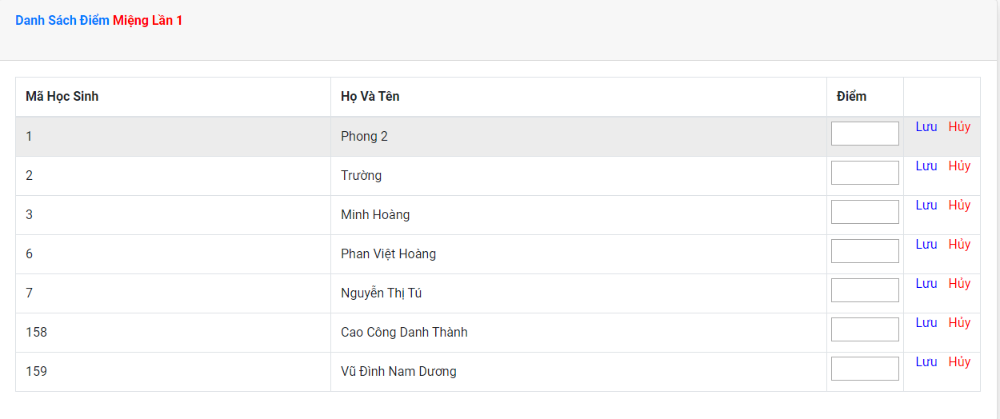 Danh Sách Điểm Miệng Lần 1
Mã Học Sinh Họ Và Tên Điểm
1 Phong 2 Lưu Hủy
2 Trường Lưu Hủy
3 Minh Hoàng Lưu Hủy
6 Phan Việt Hoàng Lưu Hủy
7 Nguyễn Thị Tú Lưu Hủy
158 Cao Công Danh Thành Lưu Hủy
159 Vũ Đình Nam Dương Lưu Hủy